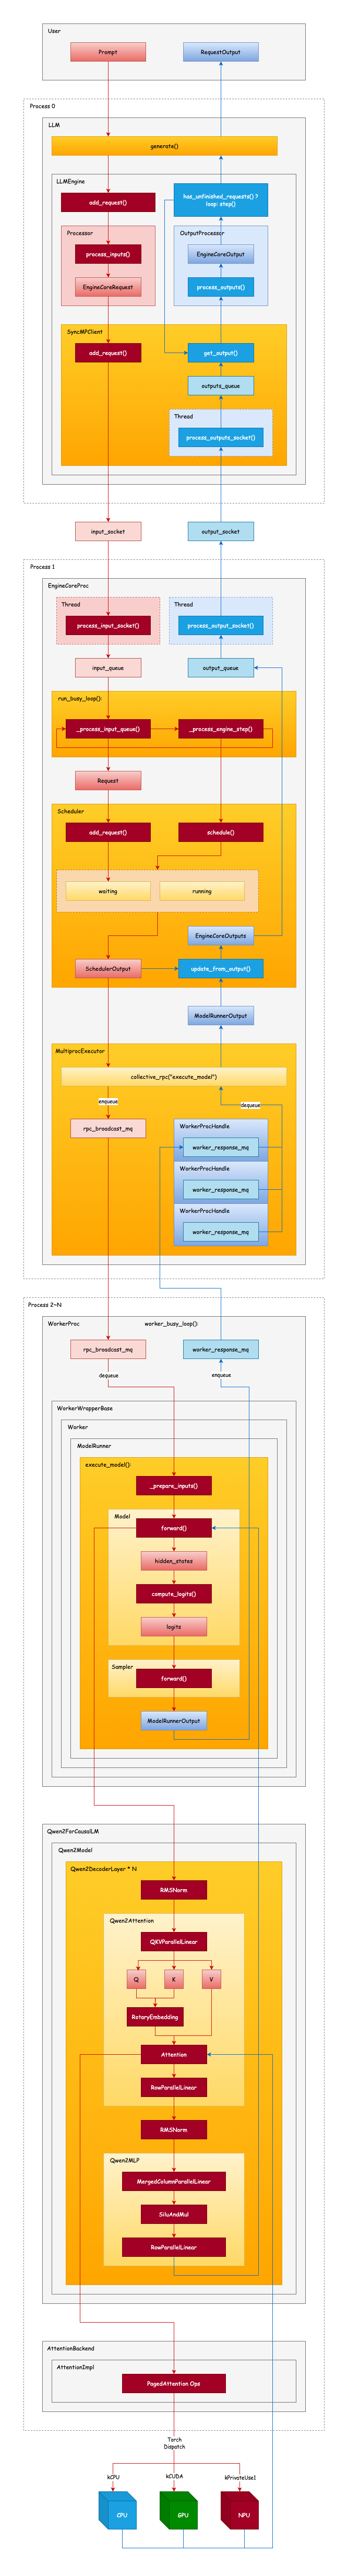 User
Prompt
RequestOutput
Process 0
LLM
generate()
LLMEngine
add_request()
has_unfinished_requests() ?
loop: step()
Processor
OutputProcessor
process_inputs()
EngineCoreOutput
EngineCoreRequest
process_outputs()
SyncMPClient
add_request()
get_output()
outputs_queue
Thread
process_outputs_socket()
input_socket
output_socket
Process 1
EngineCoreProc
Thread
Thread
process_input_socket()
process_output_socket()
input_queue
output_queue
run_busy_loop():
_process_input_queue()
_process_engine_step()
Request
Scheduler
add_request()
schedule()
waiting
running
EngineCoreOutputs
SchedulerOutput
update_from_output()
ModelRunnerOutput
MultiprocExecutor
collective_rpc("execute_model")
enqueue
dequeue
rpc_broadcast_mq
WorkerProcHandle
worker_response_mq
WorkerProcHandle
worker_response_mq
WorkerProcHandle
worker_response_mq
Process 2~N
WorkerProc
worker_busy_loop():
rpc_broadcast_mq
worker_response_mq
dequeue
enqueue
WorkerWrapperBase
Worker
ModelRunner
execute_model():
_prepare_inputs()
Model
forward()
hidden_states
compute_logits()
logits
Sampler
forward()
ModelRunnerOutput
Qwen2ForCausalLM
Qwen2Model
Qwen2DecoderLayer * N
RMSNorm
Qwen2Attention
QKVParallelLinear
Q
K
V
RotaryEmbedding
Attention
RowParallelLinear
RMSNorm
Qwen2MLP
MergedColumnParallelLinear
SiluAndMul
RowParallelLinear
AttentionBackend
AttentionImpl
PagedAttention Ops
Torch
Dispatch
kCPU
kCUDA
kPrivateUse1
CPU
GPU
NPU